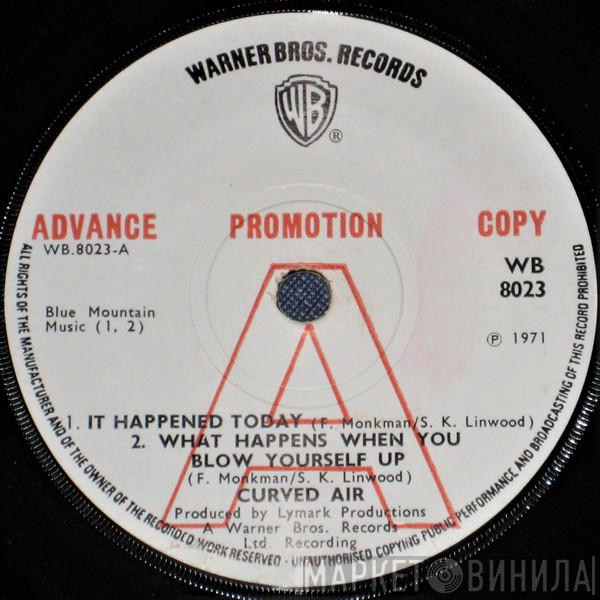 WARNER BROS. RECORDS
WB
®
ADVANCE PROMOTION COPY
WB.8023-A
WB
8023
Blue Mountain
Music (1, 2)
℗ 1971
A
1. IT HAPPENED TODAY (F. Monkman/S. K. Linwood)
2. WHAT HAPPENS WHEN YOU
BLOW YOURSELF UP
(F. Monkman/S. K. Linwood)
CURVED AIR
Produced by Lymark Productions
A Warner Bros. Records
Ltd. Recording
ALL RIGHTS OF THE MANUFACTURER AND OF THE OWNER OF THE RECORDED WORK RESERVED · UNAUTHORISED COPYING PUBLIC PERFORMANCE AND BROADCASTING OF THIS RECORD PROHIBITED
МАРКЕТ ВИНИЛА